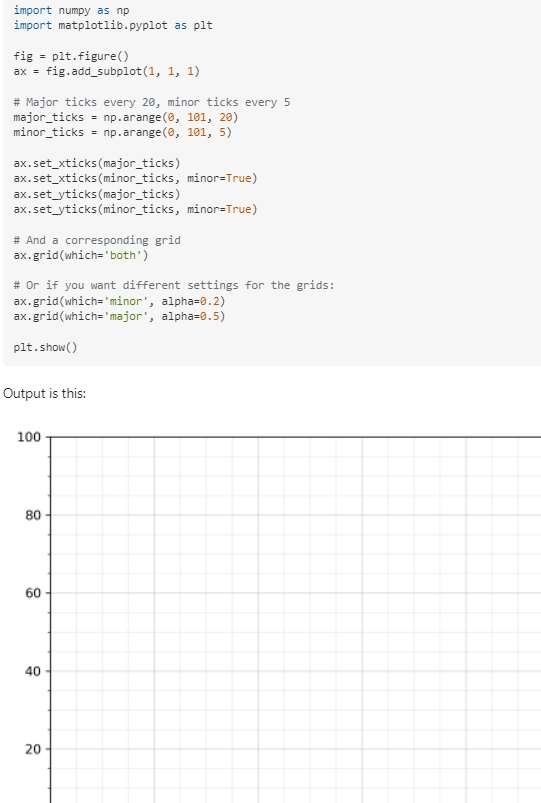 import numpy as np
import matplotlib.pyplot as plt
fig = plt.figure()
ax = fig.add_subplot(1, 1, 1)
# Major ticks every 20, minor ticks every 5
major_ticks = np.arange(0, 101, 20)
minor_ticks = np.arange(0, 101, 5)
ax.set_xticks(major_ticks)
ax.set_xticks(minor_ticks, minor=True)
ax.set_yticks(major_ticks)
ax.set_yticks(minor_ticks, minor=True)
# And a corresponding grid
ax.grid(which='both')
# Or if you want different settings for the grids:
ax.grid(which='minor', alpha=0.2)
ax.grid(which='major', alpha=0.5)
plt.show()
Output is this:
100
80
60
40
20